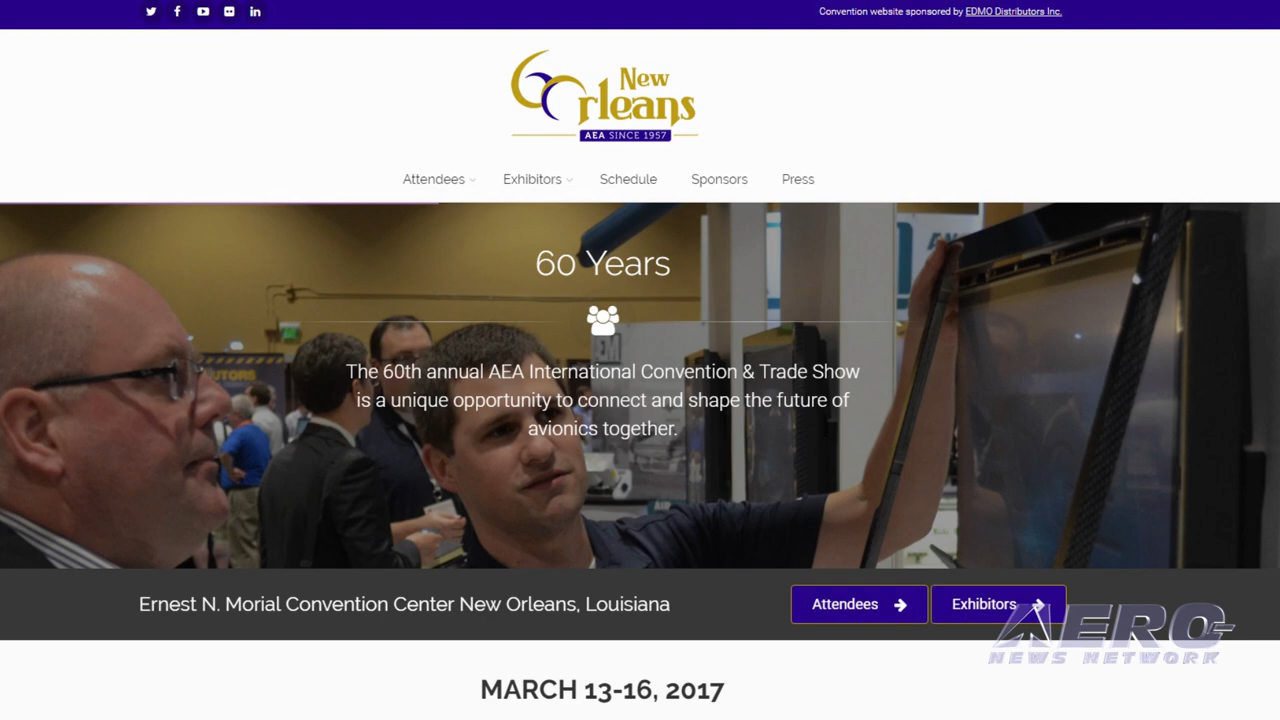 Convention website sponsored by EDMO Distributors Inc.
New
Orleans
AEA SINCE 1957
Attendees
Exhibitors
Schedule
Sponsors
Press
60 Years
The 60th annual AEA International Convention & Trade Show
is a unique opportunity to connect and shape the future of
avionics together.
Ernest N. Morial Convention Center New Orleans, Louisiana
Attendees
Exhibitors
AERO
NEWS NETWORK
MARCH 13-16, 2017